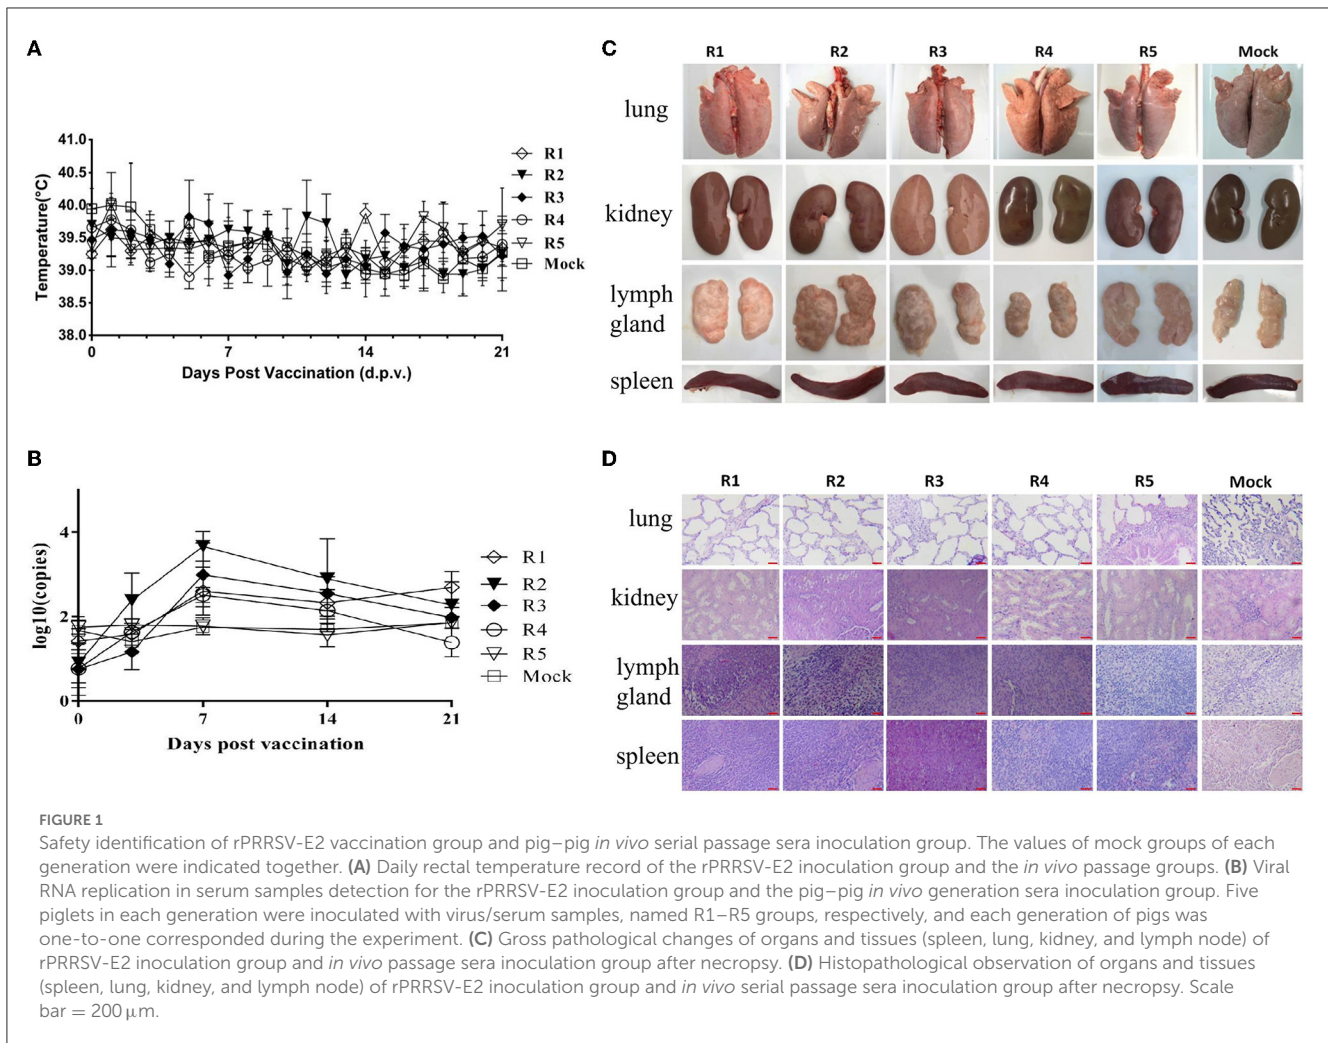 A
Temperature(°C)
41.0
40.5
40.0
39.5
39.0
38.5
38.0
0
7
14
21
Days Post Vaccination (d.p.v.)
R1
R2
R3
R4
R5
Mock
B
log10(copies)
4
2
0
0
7
14
21
Days post vaccination
R1
R2
R3
R4
R5
Mock
C
R1 R2 R3 R4 R5 Mock
lung
kidney
lymph
gland
spleen
D
R1 R2 R3 R4 R5 Mock
lung
kidney
lymph
gland
spleen
FIGURE 1
Safety identification of rPRRSV-E2 vaccination group and pig–pig in vivo serial passage sera inoculation group. The values of mock groups of each
generation were indicated together. (A) Daily rectal temperature record of the rPRRSV-E2 inoculation group and the in vivo passage groups. (B) Viral
RNA replication in serum samples detection for the rPRRSV-E2 inoculation group and the pig–pig in vivo generation sera inoculation group. Five
piglets in each generation were inoculated with virus/serum samples, named R1–R5 groups, respectively, and each generation of pigs was
one-to-one corresponded during the experiment. (C) Gross pathological changes of organs and tissues (spleen, lung, kidney, and lymph node) of
rPRRSV-E2 inoculation group and in vivo passage sera inoculation group after necropsy. (D) Histopathological observation of organs and tissues
(spleen, lung, kidney, and lymph node) of rPRRSV-E2 inoculation group and in vivo serial passage sera inoculation group after necropsy. Scale
bar = 200 μm.